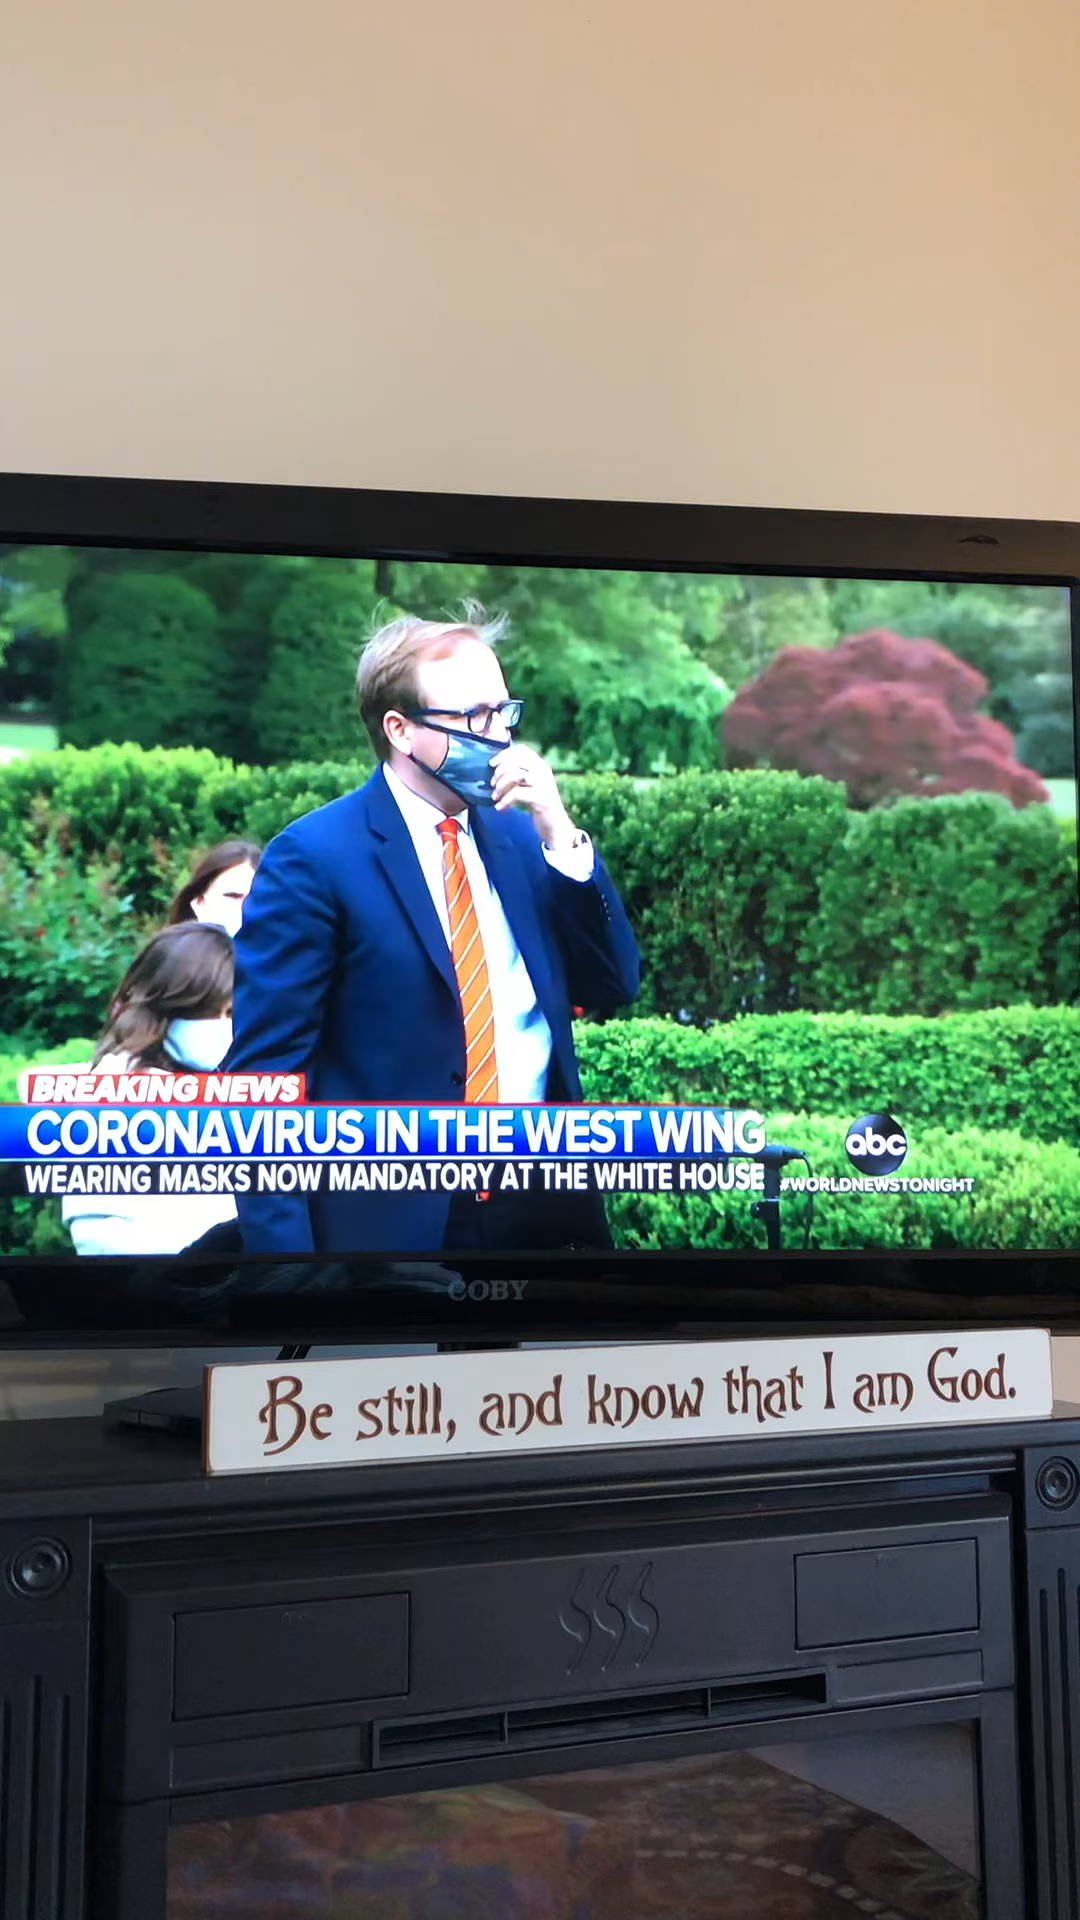 BREAKING NEWS
CORONAVIRUS IN THE WEST WING
WEARING MASKS NOW MANDATORY AT THE WHITE HOUSE
abc
#WORLDNEWSTONIGHT
COBY
Be still, and know that I am God.